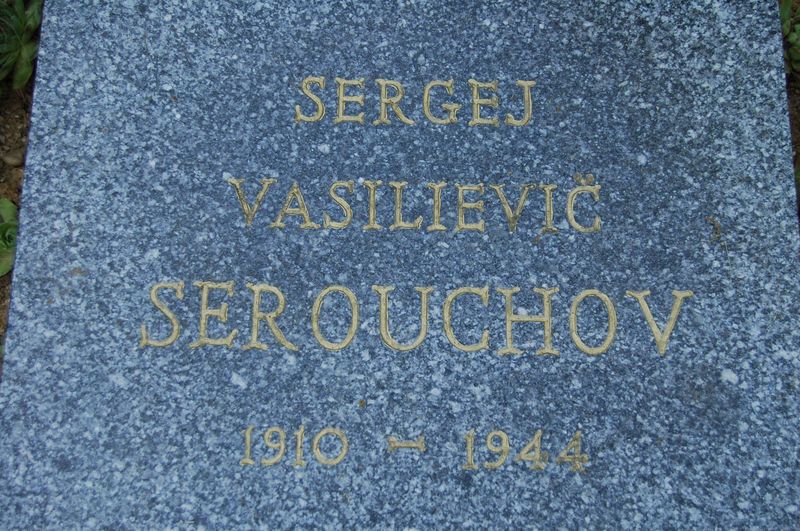 SERGEJ
VASILIEVIČ
SEROUCHOV
1910 – 1944